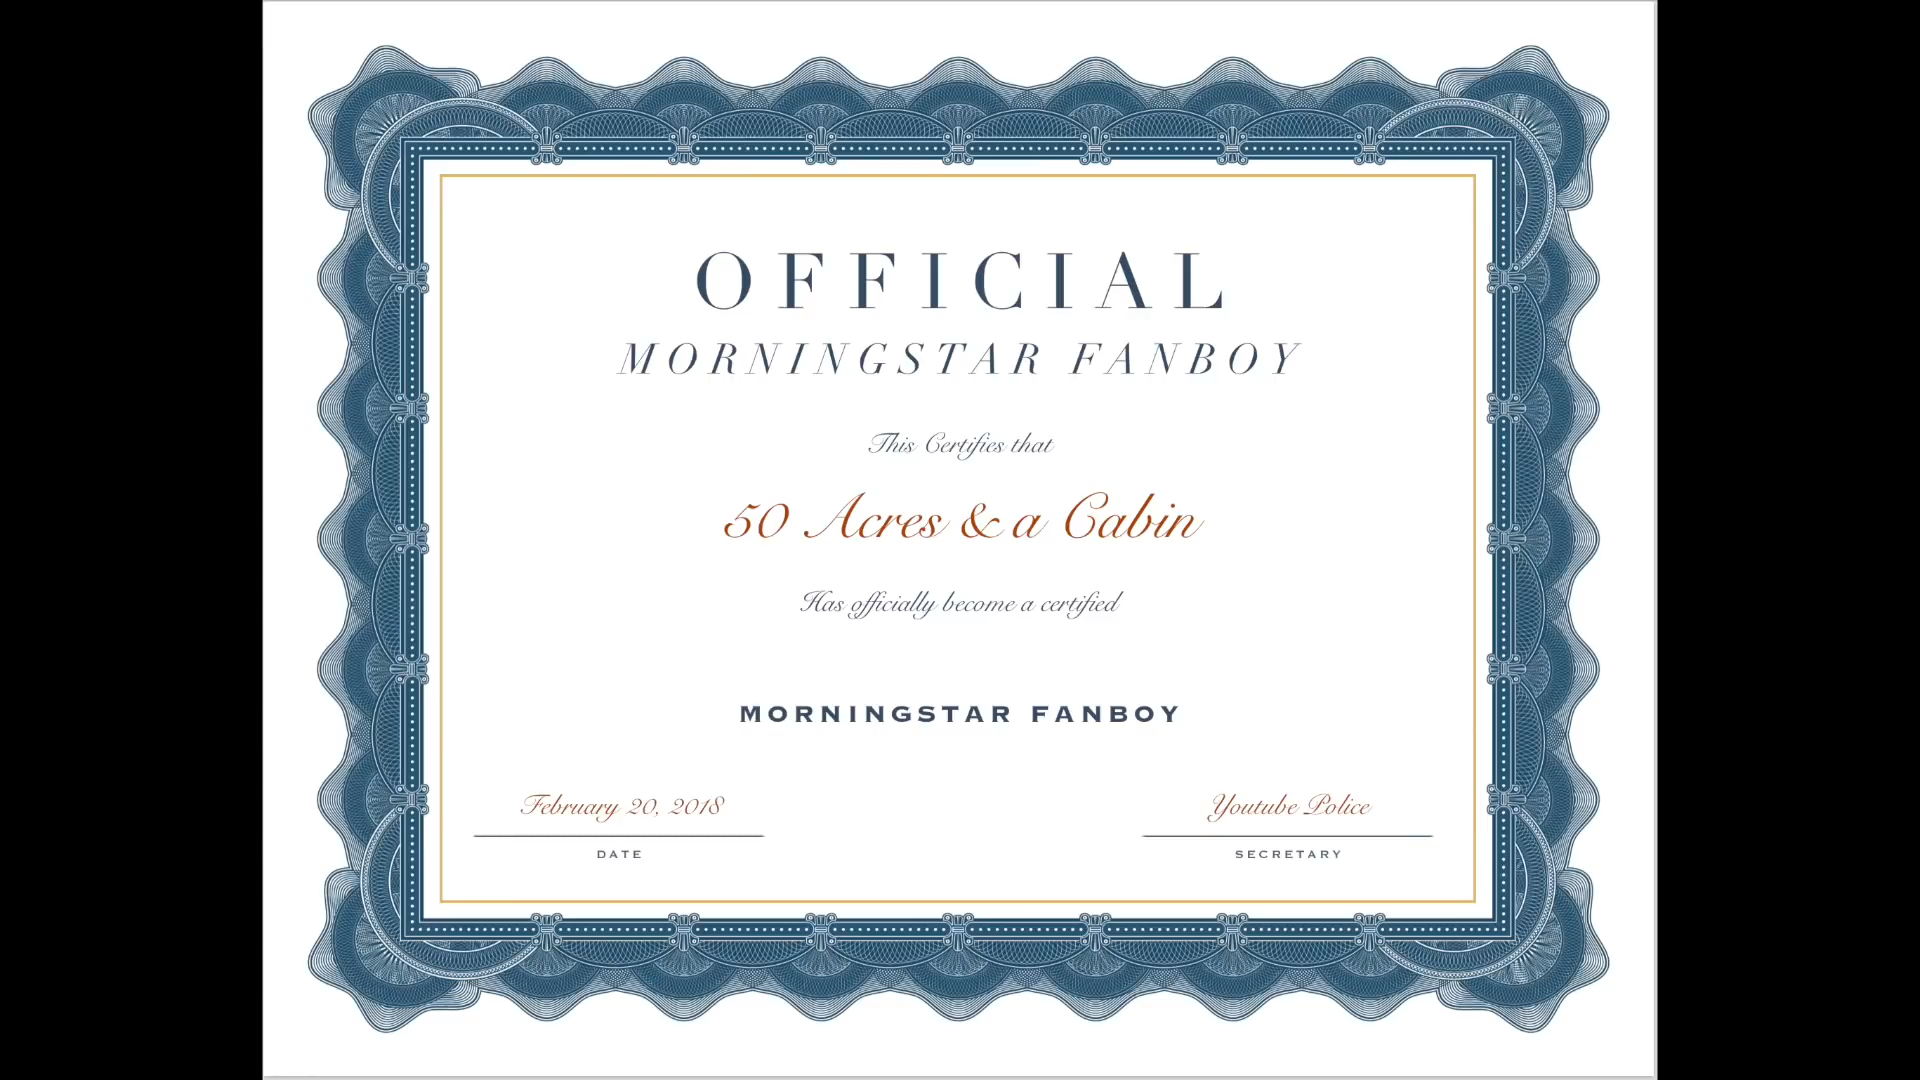 OFFICIAL
MORNINGSTAR FANBOY
This Certifies that
50 Acres & a Cabin
Has officially become a certified
MORNINGSTAR FANBOY
February 20, 2018
DATE
Youtube Police
SECRETARY